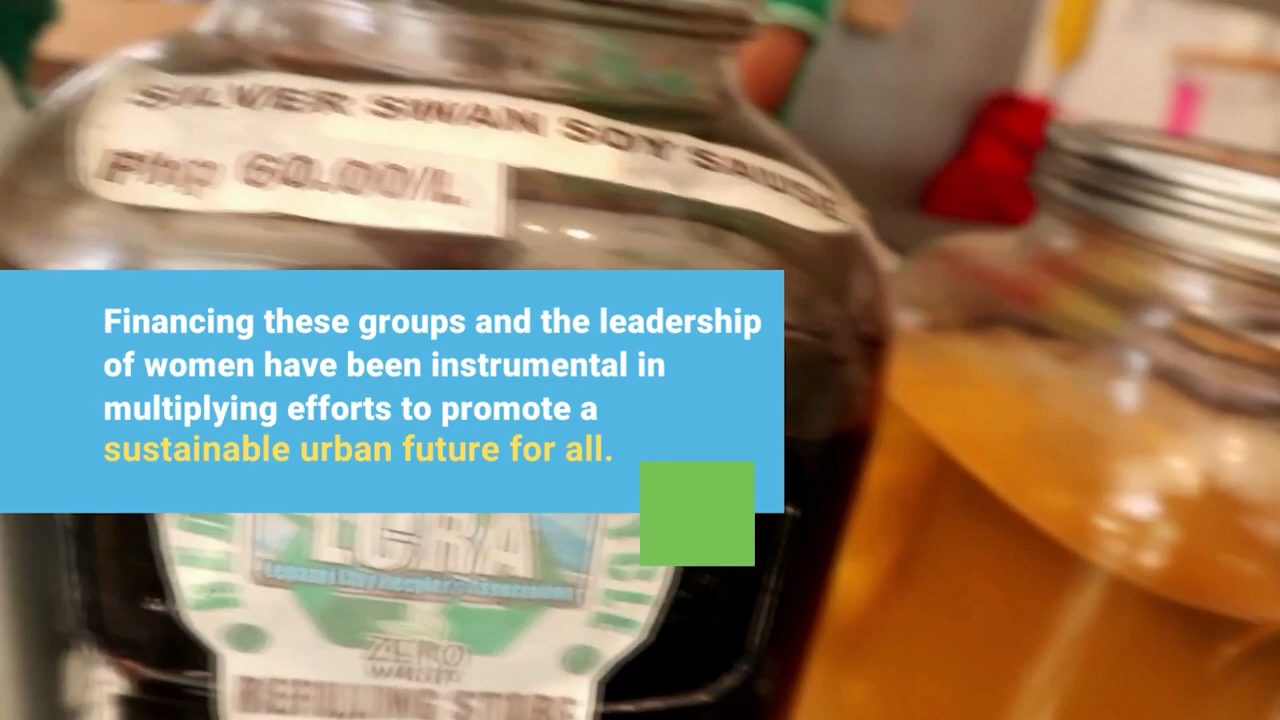 SILVER SWAN SOY SAUSE
Php 60.00/L
Financing these groups and the leadership
of women have been instrumental in
multiplying efforts to promote a
sustainable urban future for all.
ZERO
WASTE
REFILLING STORE